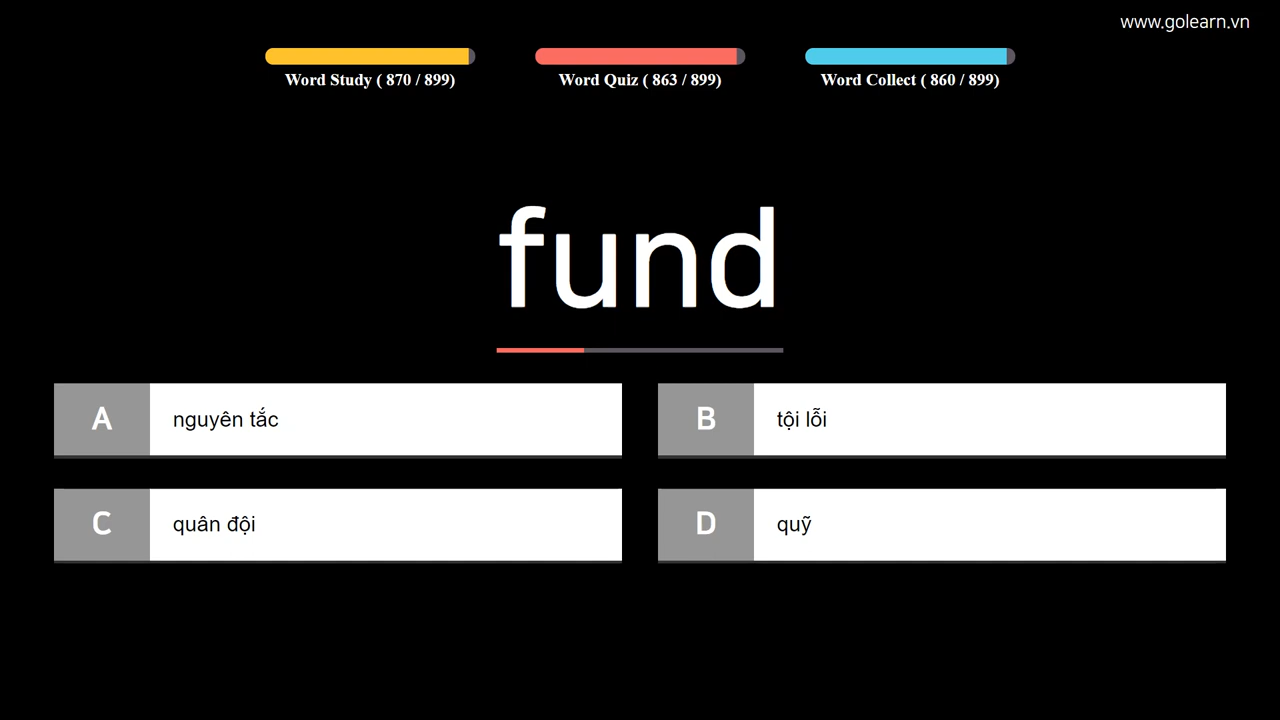 www.golearn.vn
Word Study ( 870 / 899)
Word Quiz ( 863 / 899)
Word Collect ( 860 / 899)
fund
A nguyên tắc
B tội lỗi
C quân đội
D quỹ